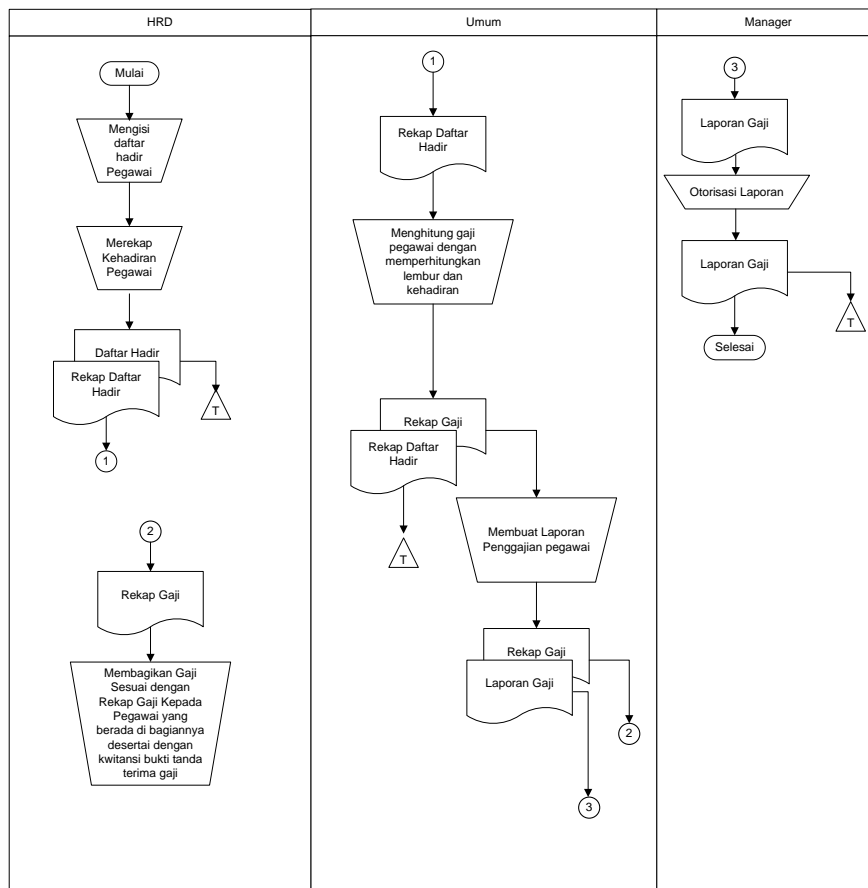 HRD
Mulai
Mengisi
daftar
hadir
Pegawai
Merekap
Kehadiran
Pegawai
Daftar Hadir
Rekap Daftar
Hadir
T
1
2
Rekap Gaji
Membagikan Gaji
Sesuai dengan
Rekap Gaji Kepada
Pegawai yang
berada di bagiannya
desertai dengan
kwitansi bukti tanda
terima gaji
Umum
1
Rekap Daftar
Hadir
Menghitung gaji
pegawai dengan
memperhitungkan
lembur dan
kehadiran
Rekap Gaji
Rekap Daftar
Hadir
T
Membuat Laporan
Penggajian pegawai
Rekap Gaji
Laporan Gaji
2
3
Manager
3
Laporan Gaji
Otorisasi Laporan
Laporan Gaji
T
Selesai